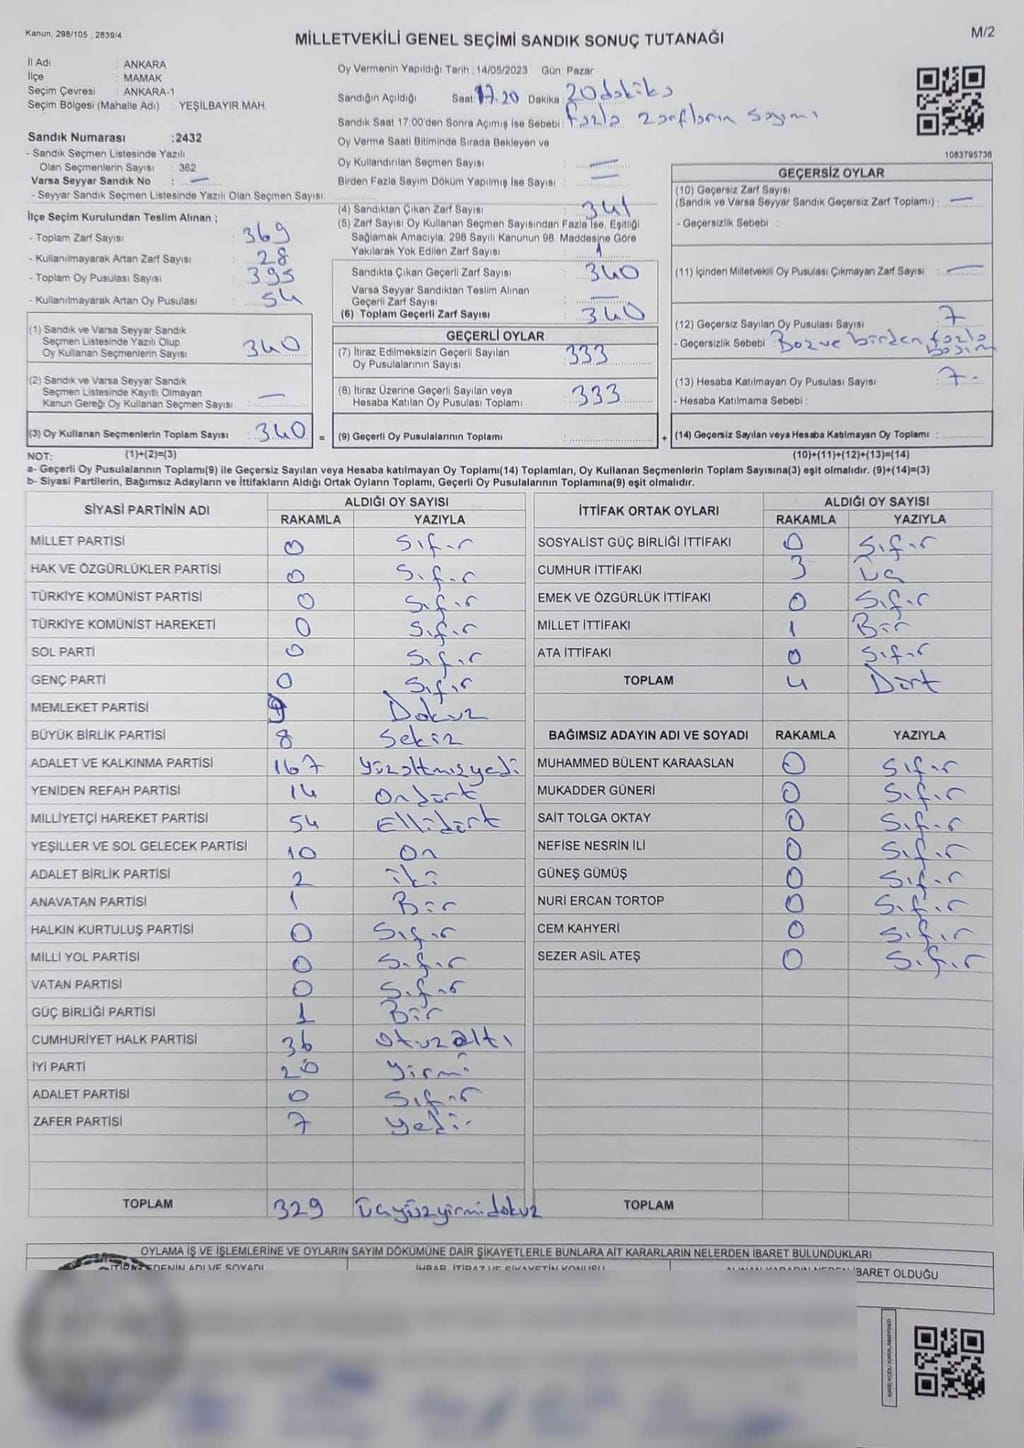 Kanun, 298/105 , 2839/4
M/2
MİLLETVEKİLİ GENEL SEÇİMİ SANDIK SONUÇ TUTANAĞI
İl Adı : ANKARA
İlçe : MAMAK
Seçim Çevresi : ANKARA-1
Seçim Bölgesi (Mahalle Adı) : YEŞİLBAYIR MAH.
Sandık Numarası :2432
- Sandık Seçmen Listesinde Yazılı
Olan Seçmenlerin Sayısı : 362
Varsa Seyyar Sandık No : —
- Seyyar Sandık Seçmen Listesinde Yazılı Olan Seçmen Sayısı:
İlçe Seçim Kurulundan Teslim Alınan ;
- Toplam Zarf Sayısı : 369
- Kullanılmayarak Artan Zarf Sayısı : 28
- Toplam Oy Pusulası Sayısı : 395
- Kullanılmayarak Artan Oy Pusulası : 54
(1) Sandık ve Varsa Seyyar Sandık
Seçmen Listesinde Yazılı Olup
Oy Kullanan Seçmenlerin Sayısı : 340
(2) Sandık ve Varsa Seyyar Sandık
Seçmen Listesinde Kayıtlı Olmayan
Kanun Gereği Oy Kullanan Seçmen Sayısı : —
(3) Oy Kullanan Seçmenlerin Toplam Sayısı : 340
Oy Vermenin Yapıldığı Tarih : 14/05/2023 Gün: Pazar
Sandığın Açıldığı Saat: 17.20 Dakika: 20 dakika
Sandık Saat 17:00'den Sonra Açımış İse Sebebi: fazla zarfların sayımı
Oy Verme Saati Bitiminde Sırada Bekleyen ve
Oy Kullandırılan Seçmen Sayısı : —
Birden Fazla Sayım Döküm Yapılmış İse Sayısı : —
(4) Sandıktan Çıkan Zarf Sayısı : 341
(5) Zarf Sayısı Oy Kullanan Seçmen Sayısından Fazla İse, Eşitliği
Sağlamak Amacıyla; 298 Sayılı Kanunun 98. Maddesine Göre
Yakılarak Yok Edilen Zarf Sayısı : 1
Sandıkta Çıkan Geçerli Zarf Sayısı : 340
Varsa Seyyar Sandıktan Teslim Alınan
Geçerli Zarf Sayısı : —
(6) Toplam Geçerli Zarf Sayısı : 340
GEÇERLİ OYLAR
(7) İtiraz Edilmeksizin Geçerli Sayılan
Oy Pusulalarının Sayısı : 333
(8) İtiraz Üzerine Geçerli Sayılan veya
Hesaba Katılan Oy Pusulası Toplamı : 333
= (9) Geçerli Oy Pusulalarının Toplamı :
1083795736
GEÇERSİZ OYLAR
(10) Geçersiz Zarf Sayısı
(Sandık ve Varsa Seyyar Sandık Geçersiz Zarf Toplamı) : —
- Geçersizlik Sebebi :
(11) İçinden Milletvekili Oy Pusulası Çıkmayan Zarf Sayısı : —
(12) Geçersiz Sayılan Oy Pusulası Sayısı : 7
- Geçersizlik Sebebi : Boş ve birden fazla basım
(13) Hesaba Katılmayan Oy Pusulası Sayısı : 7.
- Hesaba Katılmama Sebebi :
+ (14) Geçersiz Sayılan veya Hesaba Katılmayan Oy Toplamı :
NOT: (1)+(2)=(3) (10)+(11)+(12)+(13)=(14)
a- Geçerli Oy Pusulalarının Toplamı(9) ile Geçersiz Sayılan veya Hesaba katılmayan Oy Toplamı(14) Toplamları, Oy Kullanan Seçmenlerin Toplam Sayısına(3) eşit olmalıdır. (9)+(14)=(3)
b- Siyasi Partilerin, Bağımsız Adayların ve İttifakların Aldığı Ortak Oyların Toplamı, Geçerli Oy Pusulalarının Toplamına(9) eşit olmalıdır.
SİYASİ PARTİNİN ADI ALDIĞI OY SAYISI
RAKAMLA YAZIYLA
MİLLET PARTİSİ 0 Sıfır
HAK VE ÖZGÜRLÜKLER PARTİSİ 0 Sıfır
TÜRKİYE KOMÜNİST PARTİSİ 0 Sıfır
TÜRKİYE KOMÜNİST HAREKETİ 0 Sıfır
SOL PARTİ 0 Sıfır
GENÇ PARTİ 0 Sıfır
MEMLEKET PARTİSİ 9 Dokuz
BÜYÜK BİRLİK PARTİSİ 8 Sekiz
ADALET VE KALKINMA PARTİSİ 167 Yüzaltmışyedi
YENİDEN REFAH PARTİSİ 14 Ondört
MİLLİYETÇİ HAREKET PARTİSİ 54 Ellidört
YEŞİLLER VE SOL GELECEK PARTİSİ 10 On
ADALET BİRLİK PARTİSİ 2 iki
ANAVATAN PARTİSİ 1 Bir
HALKIN KURTULUŞ PARTİSİ 0 Sıfır
MİLLİ YOL PARTİSİ 0 Sıfır
VATAN PARTİSİ 0 Sıfır
GÜÇ BİRLİĞİ PARTİSİ 1 Bir
CUMHURİYET HALK PARTİSİ 36 Otuzaltı
İYİ PARTİ 20 Yirmi
ADALET PARTİSİ 0 Sıfır
ZAFER PARTİSİ 7 Yedi
TOPLAM 329 üçyüzyirmidokuz
İTTİFAK ORTAK OYLARI ALDIĞI OY SAYISI
RAKAMLA YAZIYLA
SOSYALİST GÜÇ BİRLİĞİ İTTİFAKI 0 Sıfır
CUMHUR İTTİFAKI 3 Üç
EMEK VE ÖZGÜRLÜK İTTİFAKI 0 Sıfır
MİLLET İTTİFAKI 1 Bir
ATA İTTİFAKI 0 Sıfır
TOPLAM 4 Dört
BAĞIMSIZ ADAYIN ADI VE SOYADI RAKAMLA YAZIYLA
MUHAMMED BÜLENT KARAASLAN 0 Sıfır
MUKADDER GÜNERİ 0 Sıfır
SAİT TOLGA OKTAY 0 Sıfır
NEFİSE NESRİN İLİ 0 Sıfır
GÜNEŞ GÜMÜŞ 0 Sıfır
NURİ ERCAN TORTOP 0 Sıfır
CEM KAHYERİ 0 Sıfır
SEZER ASİL ATEŞ 0 Sıfır
TOPLAM
OYLAMA İŞ VE İŞLEMLERİNE VE OYLARIN SAYIM DÖKÜMÜNE DAİR ŞİKAYETLERLE BUNLARA AİT KARARLARIN NELERDEN İBARET BULUNDUKLARI
ADI VE SOYADI İHBAR, İTİRAZ VE ŞİKAYETİN KONUSU İBARET OLDUĞU